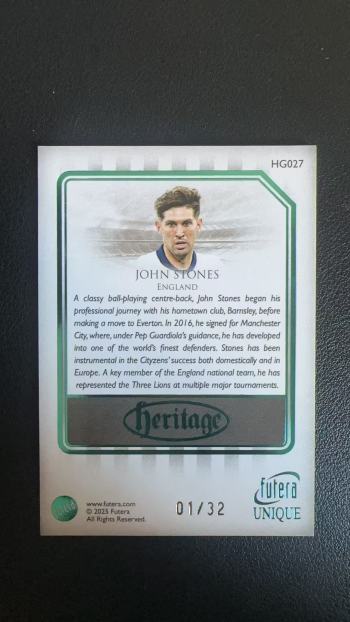 HG027
JOHN STONES
ENGLAND
A classy ball-playing centre-back, John Stones began his
professional journey with his hometown club, Barnsley, before
making a move to Everton. In 2016, he signed for Manchester
City, where, under Pep Guardiola's guidance, he has developed
into one of the world's finest defenders. Stones has been
instrumental in the Cityzens' success both domestically and in
Europe. A key member of the England national team, he has
represented the Three Lions at multiple major tournaments.
heritage
www.futera.com
© 2025 Futera
All Rights Reserved.
01/32
futera
UNIQUE